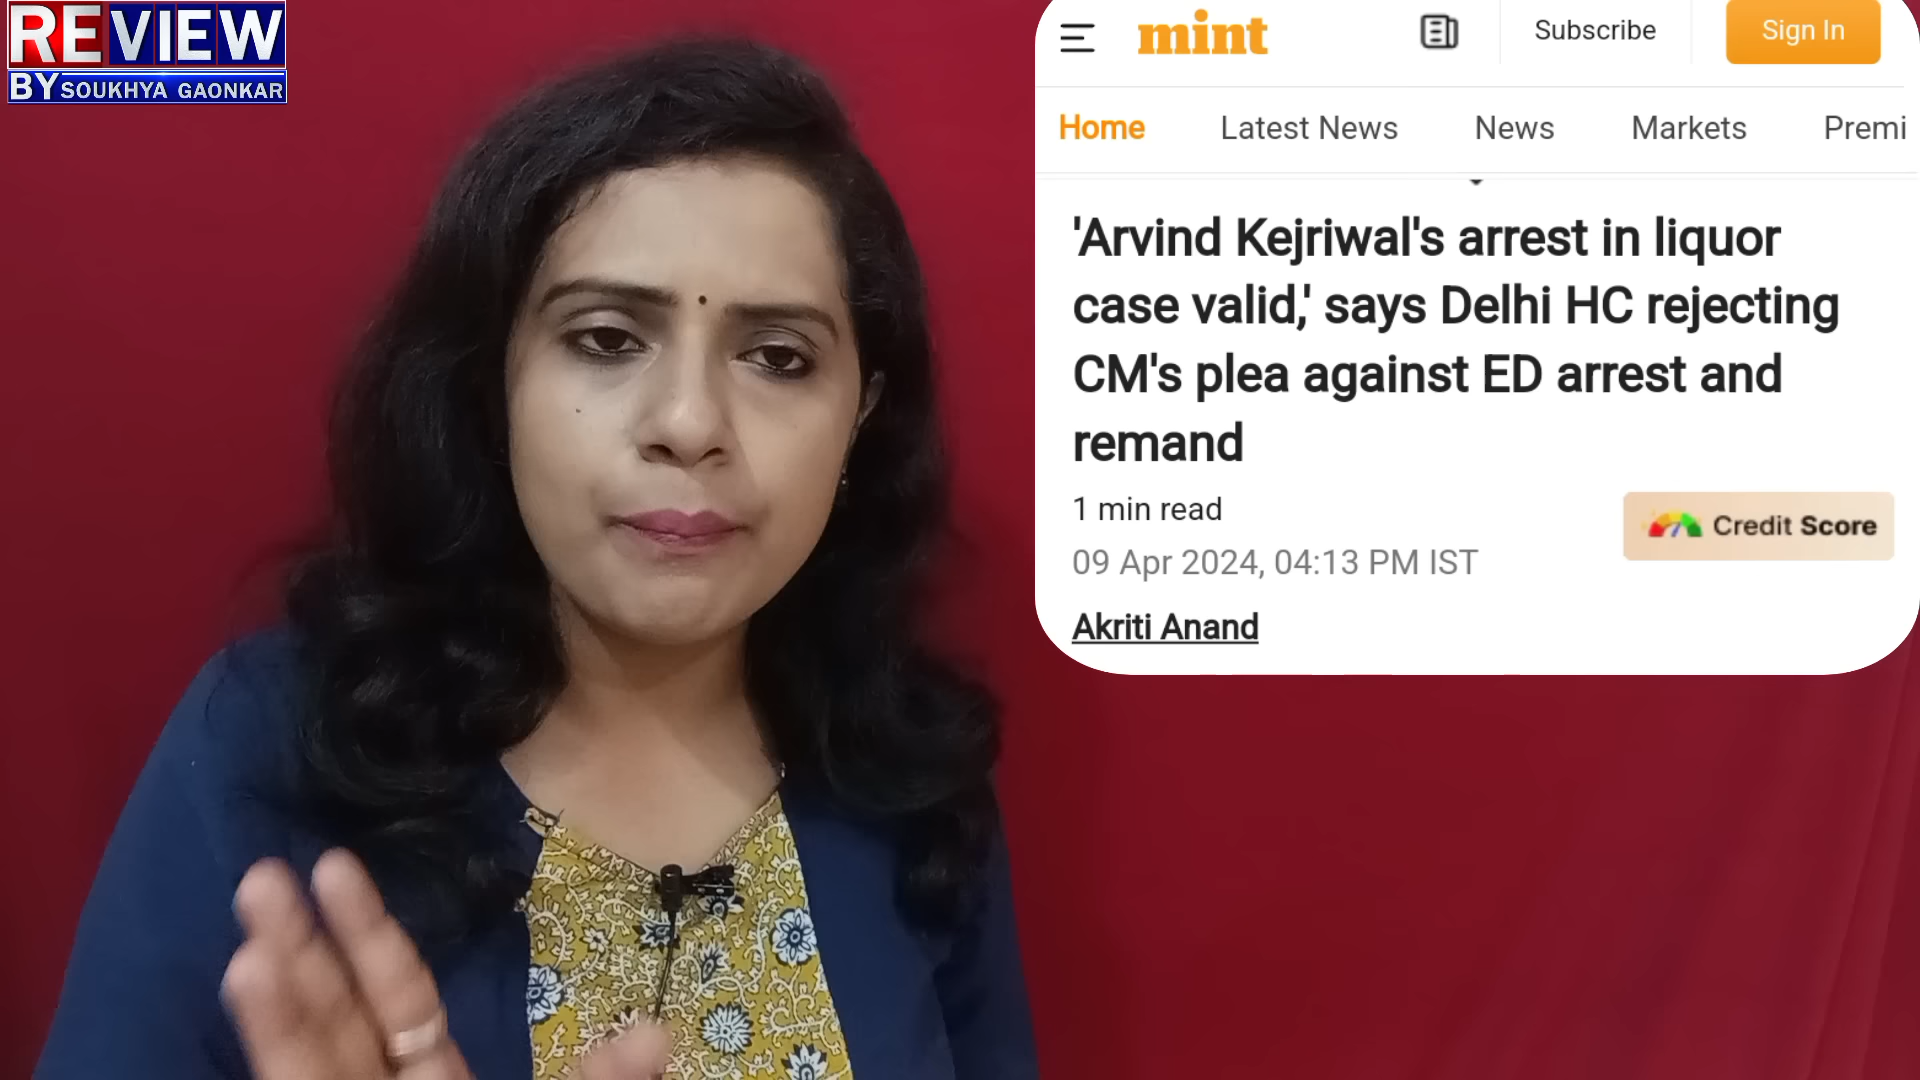 REVIEW
BY SOUKHYA GAONKAR
mint
Subscribe
Sign In
Home
Latest News
News
Markets
Premi
'Arvind Kejriwal's arrest in liquor
case valid,' says Delhi HC rejecting
CM's plea against ED arrest and
remand
1 min read
Credit Score
09 Apr 2024, 04:13 PM IST
Akriti Anand